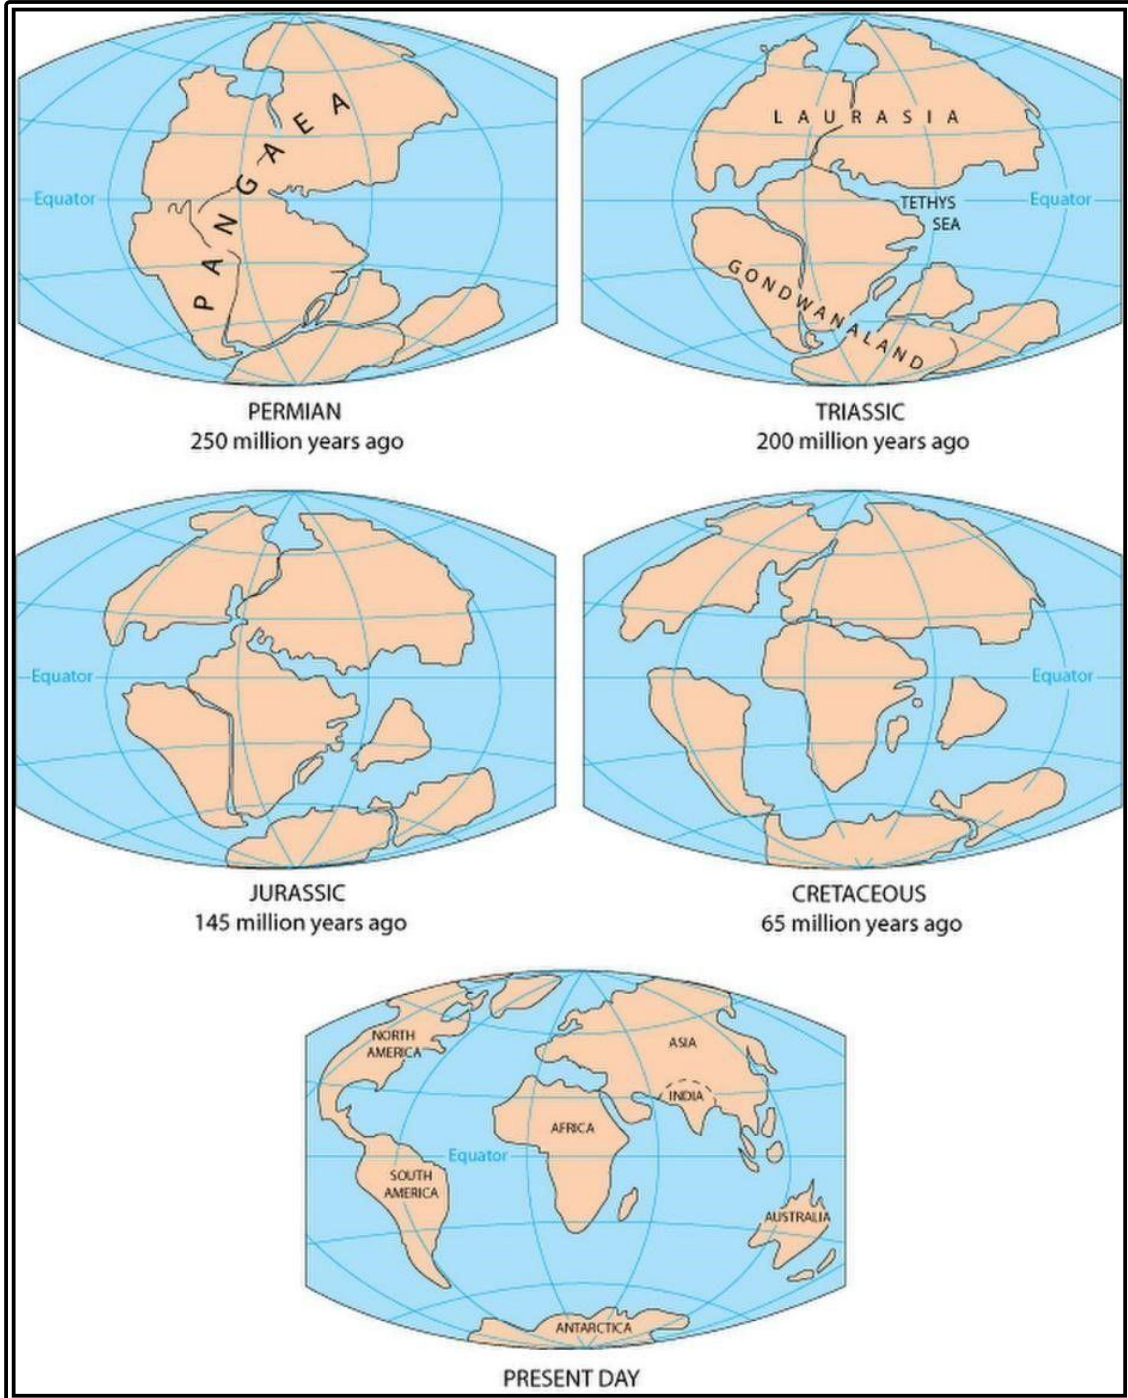 PANGAEA
Equator
PERMIAN
250 million years ago
LAURASIA
TETHYS
SEA
Equator
GONDWANALAND
TRIASSIC
200 million years ago
Equator
JURASSIC
145 million years ago
Equator
CRETACEOUS
65 million years ago
NORTH
AMERICA
ASIA
INDIA
AFRICA
Equator
SOUTH
AMERICA
AUSTRALIA
ANTARCTICA
PRESENT DAY